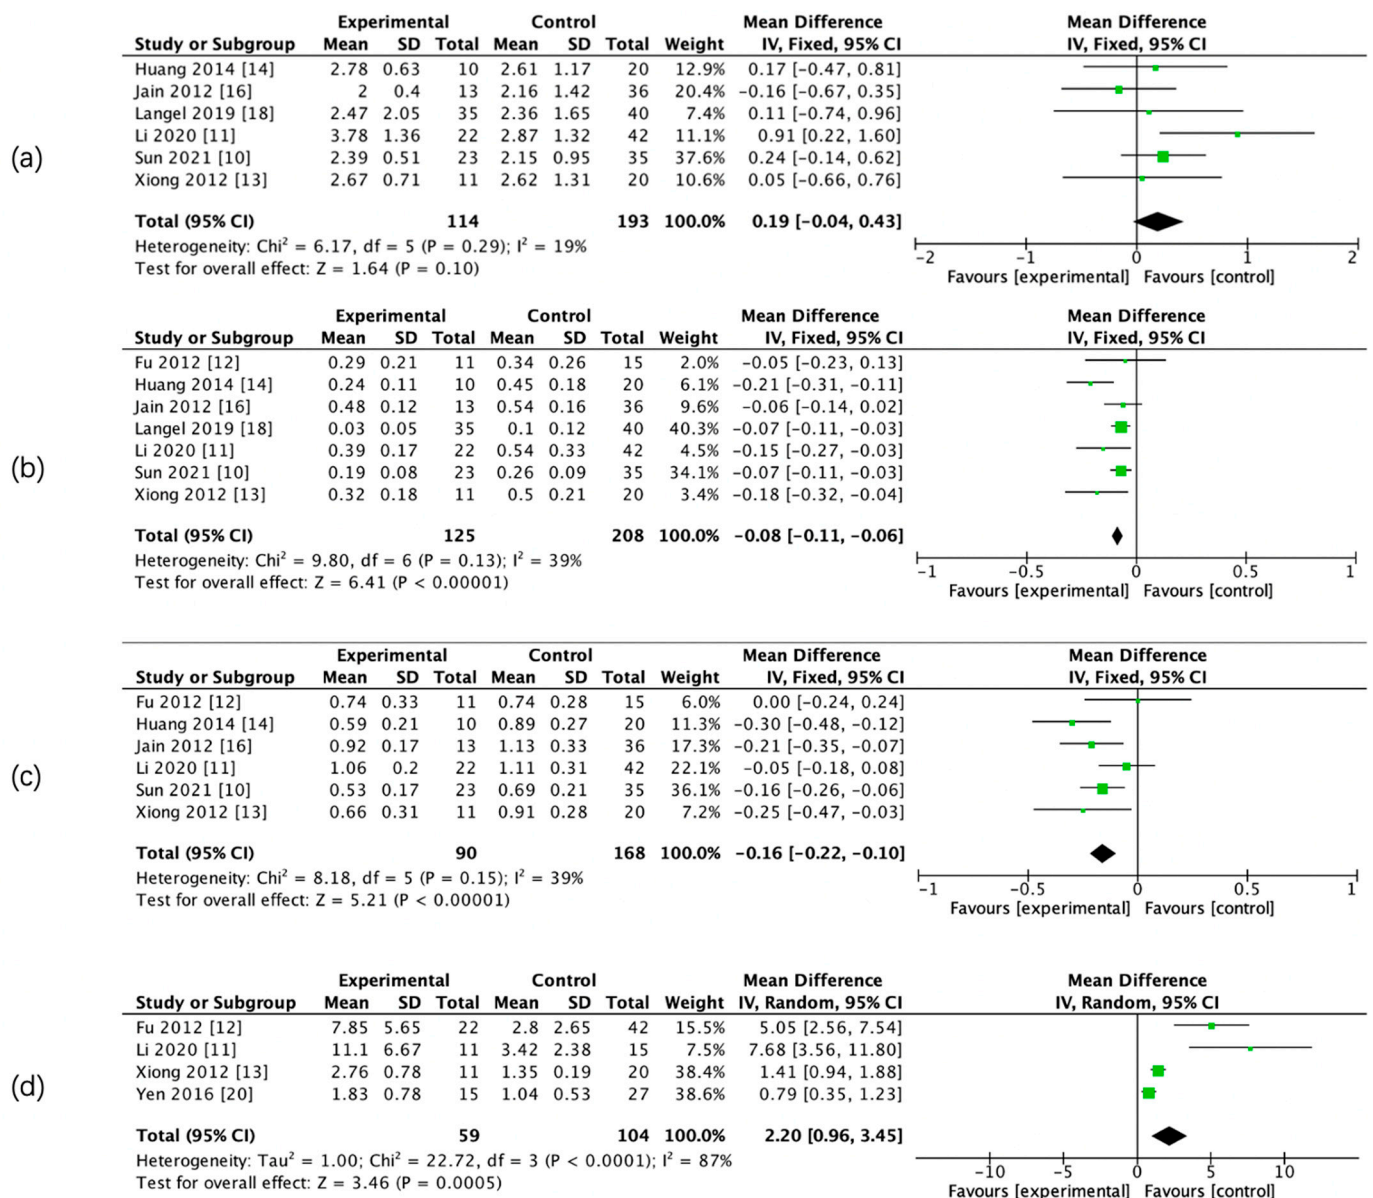 (a)
Experimental Control Mean Difference Mean Difference
Study or Subgroup Mean SD Total Mean SD Total Weight IV, Fixed, 95% CI IV, Fixed, 95% CI
Huang 2014 [14] 2.78 0.63 10 2.61 1.17 20 12.9% 0.17 [−0.47, 0.81]
Jain 2012 [16] 2 0.4 13 2.16 1.42 36 20.4% −0.16 [−0.67, 0.35]
Langel 2019 [18] 2.47 2.05 35 2.36 1.65 40 7.4% 0.11 [−0.74, 0.96]
Li 2020 [11] 3.78 1.36 22 2.87 1.32 42 11.1% 0.91 [0.22, 1.60]
Sun 2021 [10] 2.39 0.51 23 2.15 0.95 35 37.6% 0.24 [−0.14, 0.62]
Xiong 2012 [13] 2.67 0.71 11 2.62 1.31 20 10.6% 0.05 [−0.66, 0.76]
Total (95% CI) 114 193 100.0% 0.19 [−0.04, 0.43]
Heterogeneity: Chi² = 6.17, df = 5 (P = 0.29); I² = 19%
Test for overall effect: Z = 1.64 (P = 0.10)
−2 −1 0 1 2
Favours [experimental] Favours [control]
(b)
Experimental Control Mean Difference Mean Difference
Study or Subgroup Mean SD Total Mean SD Total Weight IV, Fixed, 95% CI IV, Fixed, 95% CI
Fu 2012 [12] 0.29 0.21 11 0.34 0.26 15 2.0% −0.05 [−0.23, 0.13]
Huang 2014 [14] 0.24 0.11 10 0.45 0.18 20 6.1% −0.21 [−0.31, −0.11]
Jain 2012 [16] 0.48 0.12 13 0.54 0.16 36 9.6% −0.06 [−0.14, 0.02]
Langel 2019 [18] 0.03 0.05 35 0.1 0.12 40 40.3% −0.07 [−0.11, −0.03]
Li 2020 [11] 0.39 0.17 22 0.54 0.33 42 4.5% −0.15 [−0.27, −0.03]
Sun 2021 [10] 0.19 0.08 23 0.26 0.09 35 34.1% −0.07 [−0.11, −0.03]
Xiong 2012 [13] 0.32 0.18 11 0.5 0.21 20 3.4% −0.18 [−0.32, −0.04]
Total (95% CI) 125 208 100.0% −0.08 [−0.11, −0.06]
Heterogeneity: Chi² = 9.80, df = 6 (P = 0.13); I² = 39%
Test for overall effect: Z = 6.41 (P < 0.00001)
−1 −0.5 0 0.5 1
Favours [experimental] Favours [control]
(c)
Experimental Control Mean Difference Mean Difference
Study or Subgroup Mean SD Total Mean SD Total Weight IV, Fixed, 95% CI IV, Fixed, 95% CI
Fu 2012 [12] 0.74 0.33 11 0.74 0.28 15 6.0% 0.00 [−0.24, 0.24]
Huang 2014 [14] 0.59 0.21 10 0.89 0.27 20 11.3% −0.30 [−0.48, −0.12]
Jain 2012 [16] 0.92 0.17 13 1.13 0.33 36 17.3% −0.21 [−0.35, −0.07]
Li 2020 [11] 1.06 0.2 22 1.11 0.31 42 22.1% −0.05 [−0.18, 0.08]
Sun 2021 [10] 0.53 0.17 23 0.69 0.21 35 36.1% −0.16 [−0.26, −0.06]
Xiong 2012 [13] 0.66 0.31 11 0.91 0.28 20 7.2% −0.25 [−0.47, −0.03]
Total (95% CI) 90 168 100.0% −0.16 [−0.22, −0.10]
Heterogeneity: Chi² = 8.18, df = 5 (P = 0.15); I² = 39%
Test for overall effect: Z = 5.21 (P < 0.00001)
−1 −0.5 0 0.5 1
Favours [experimental] Favours [control]
(d)
Experimental Control Mean Difference Mean Difference
Study or Subgroup Mean SD Total Mean SD Total Weight IV, Random, 95% CI IV, Random, 95% CI
Fu 2012 [12] 7.85 5.65 22 2.8 2.65 42 15.5% 5.05 [2.56, 7.54]
Li 2020 [11] 11.1 6.67 11 3.42 2.38 15 7.5% 7.68 [3.56, 11.80]
Xiong 2012 [13] 2.76 0.78 11 1.35 0.19 20 38.4% 1.41 [0.94, 1.88]
Yen 2016 [20] 1.83 0.78 15 1.04 0.53 27 38.6% 0.79 [0.35, 1.23]
Total (95% CI) 59 104 100.0% 2.20 [0.96, 3.45]
Heterogeneity: Tau² = 1.00; Chi² = 22.72, df = 3 (P < 0.0001); I² = 87%
Test for overall effect: Z = 3.46 (P = 0.0005)
−10 −5 0 5 10
Favours [experimental] Favours [control]